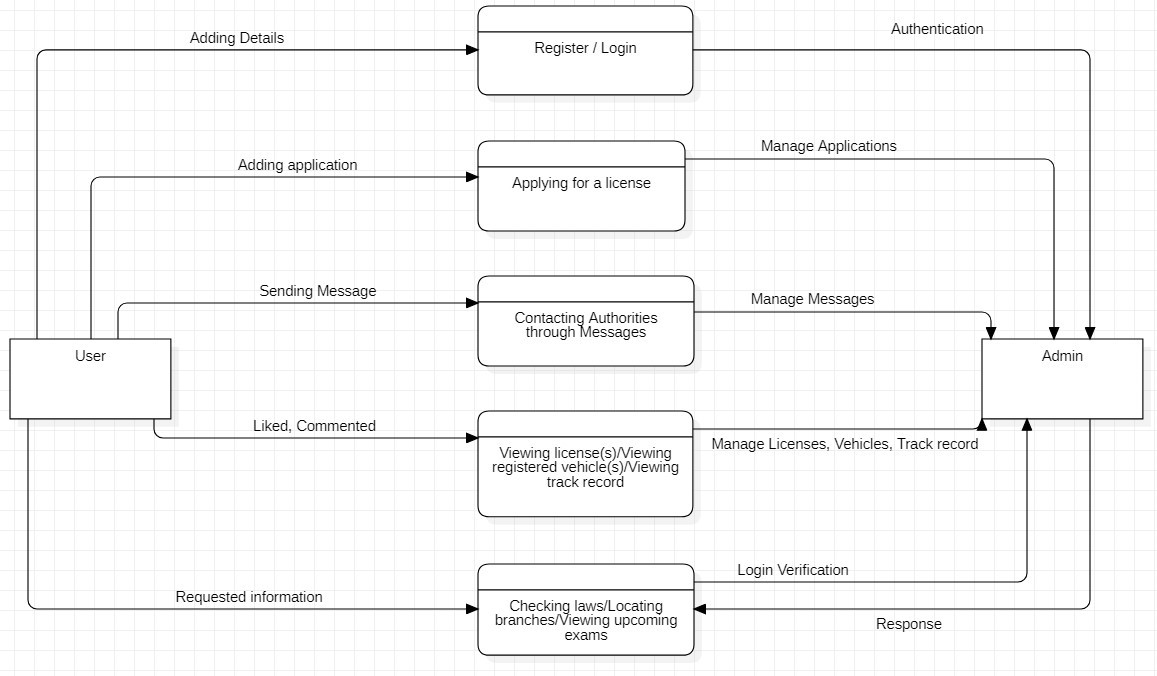 Adding Details
Register / Login
Authentication
Adding application
Applying for a license
Manage Applications
Sending Message
Contacting Authorities
through Messages
Manage Messages
User
Admin
Liked, Commented
Viewing license(s)/Viewing
registered vehicle(s)/Viewing
track record
Manage Licenses, Vehicles, Track record
Requested information
Checking laws/Locating
branches/Viewing upcoming
exams
Login Verification
Response